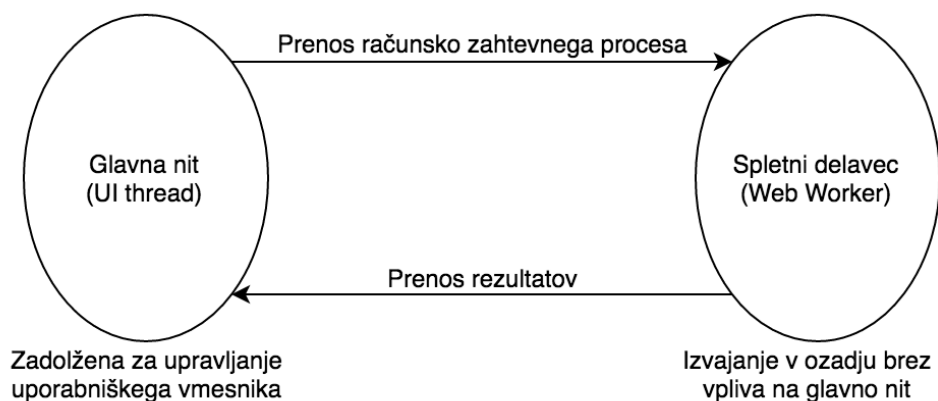 Prenos računsko zahtevnega procesa
Glavna nit
(UI thread)
Spletni delavec
(Web Worker)
Prenos rezultatov
Zadolžena za upravljanje
uporabniškega vmesnika
Izvajanje v ozadju brez
vpliva na glavno nit